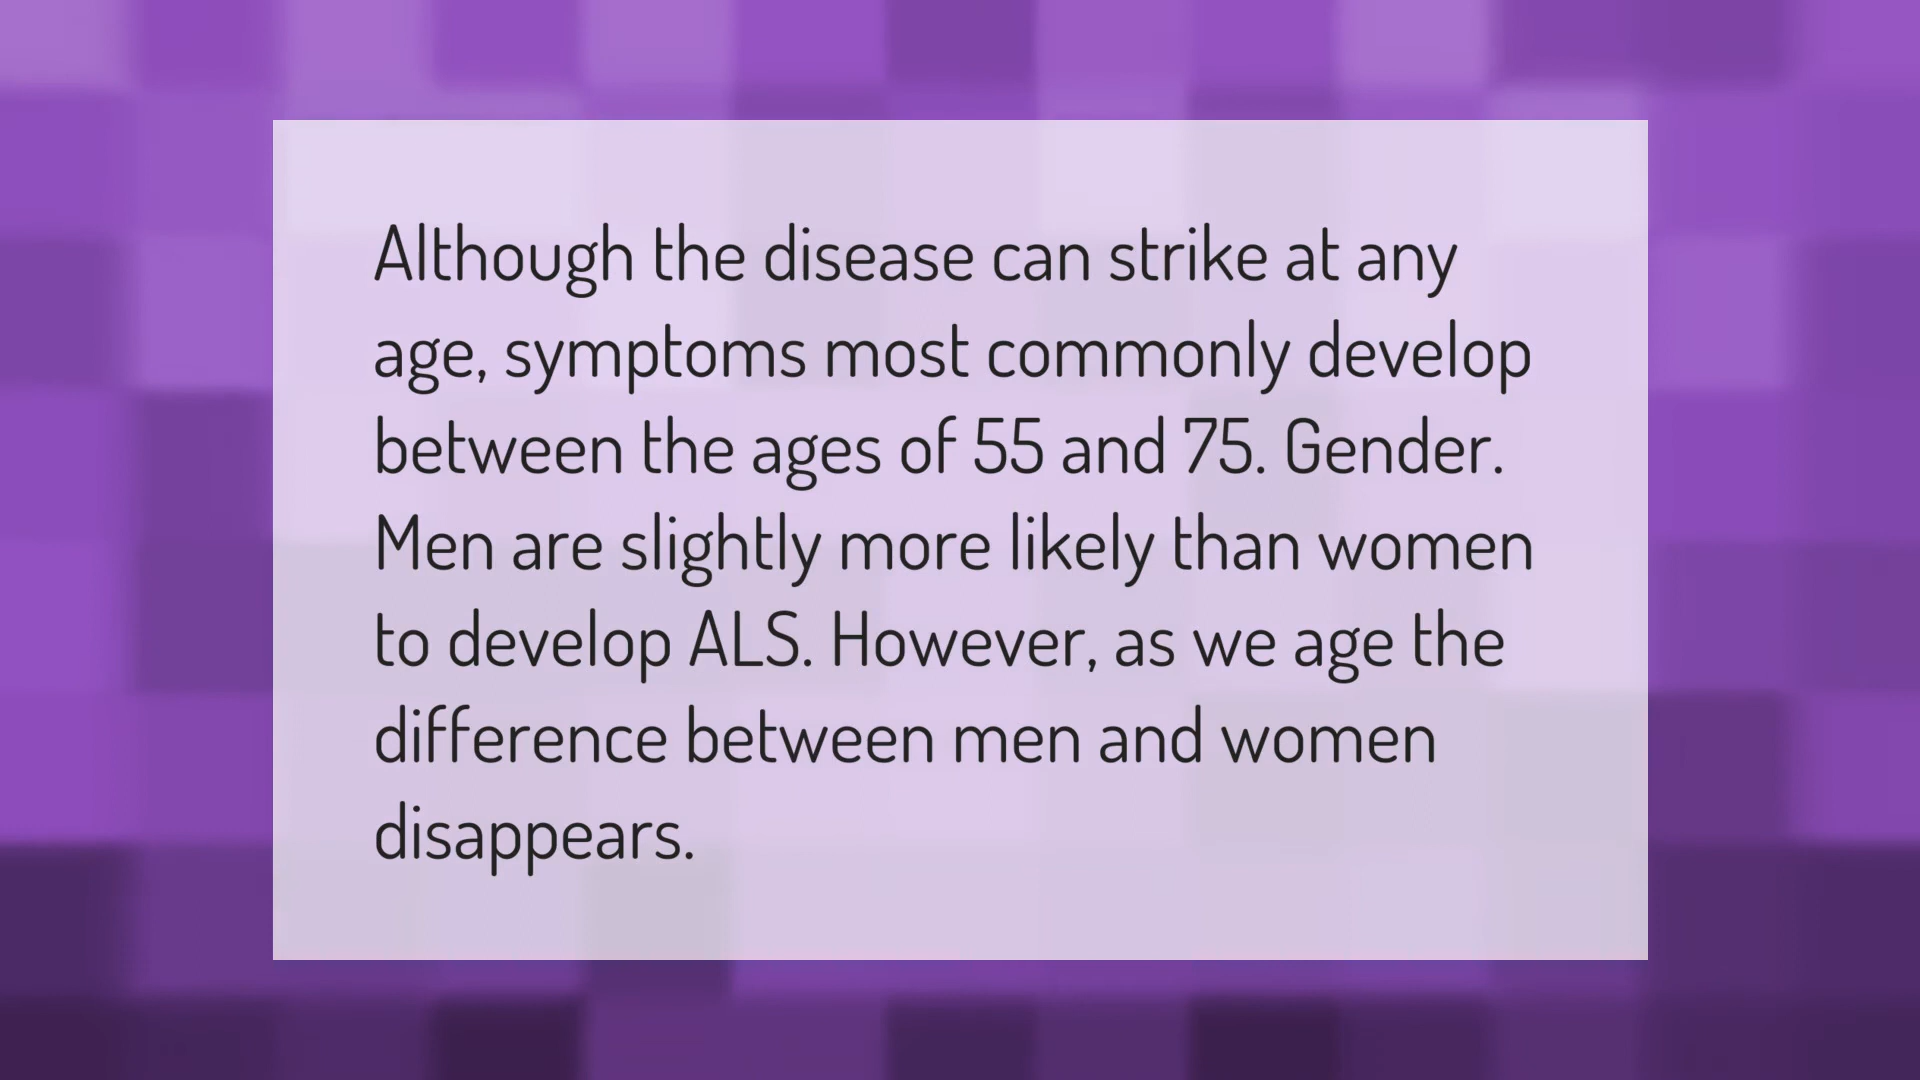 Although the disease can strike at any
age, symptoms most commonly develop
between the ages of 55 and 75. Gender.
Men are slightly more likely than women
to develop ALS. However, as we age the
difference between men and women
disappears.